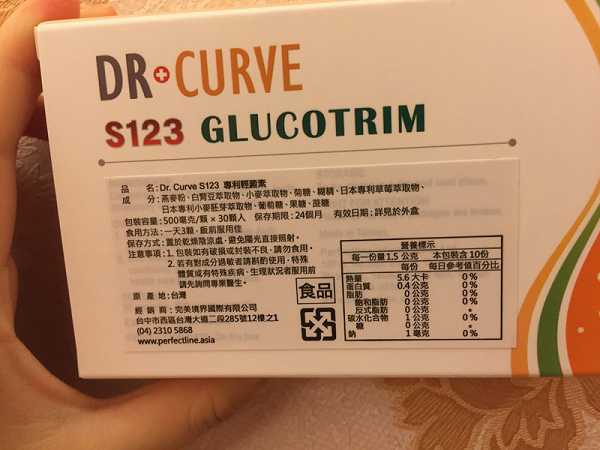 DR CURVE
S123 GLUCOTRIM
品 名:Dr. Curve S123 專利輕澱素
成 分:燕麥粉、白腎豆萃取物、小麥萃取物、菊糖、糊精、日本專利草莓萃取物、
日本專利小麥胚芽萃取物、葡萄糖、果糖、蔗糖
包裝容量:500毫克/顆 × 30顆入 保存期限:24個月 有效日期:詳見於外盒
食用方法:一天3顆,飯前服用佳
保存方式:置於乾燥陰涼處,避免陽光直接照射。
注意事項:1. 包裝如有破損或封裝不良,請勿食用。
2. 若有對成分過敏者請斟酌使用,特殊
體質或有特殊疾病、生理狀況者服用前
請先詢問專業醫生。
原 產 地:台灣
經 銷 商:完美境界國際有限公司
台中市西區台灣大道二段285號12樓之1
(04) 2310 5868
www.perfectline.asia
食品
營養標示
每一份量1.5 公克 本包裝含10份
每份 每日參考值百分比
熱量 5.6 大卡 0%
蛋白質 0.4 公克 0%
脂肪 0 公克 0%
飽和脂肪 0 公克 0%
反式脂肪 0 公克 *
碳水化合物 1 公克 0%
糖 0 公克 *
鈉 1 毫克 0%